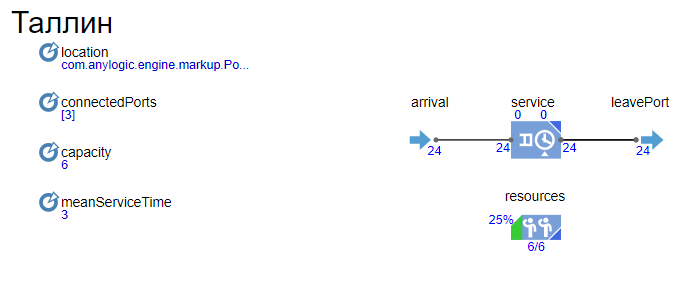 Таллин
location
com.anylogic.engine.markup.Po...
connectedPorts
[3]
capacity
6
meanServiceTime
3
arrival
service
leavePort
0 0
24
24
24
24
resources
25%
6/6